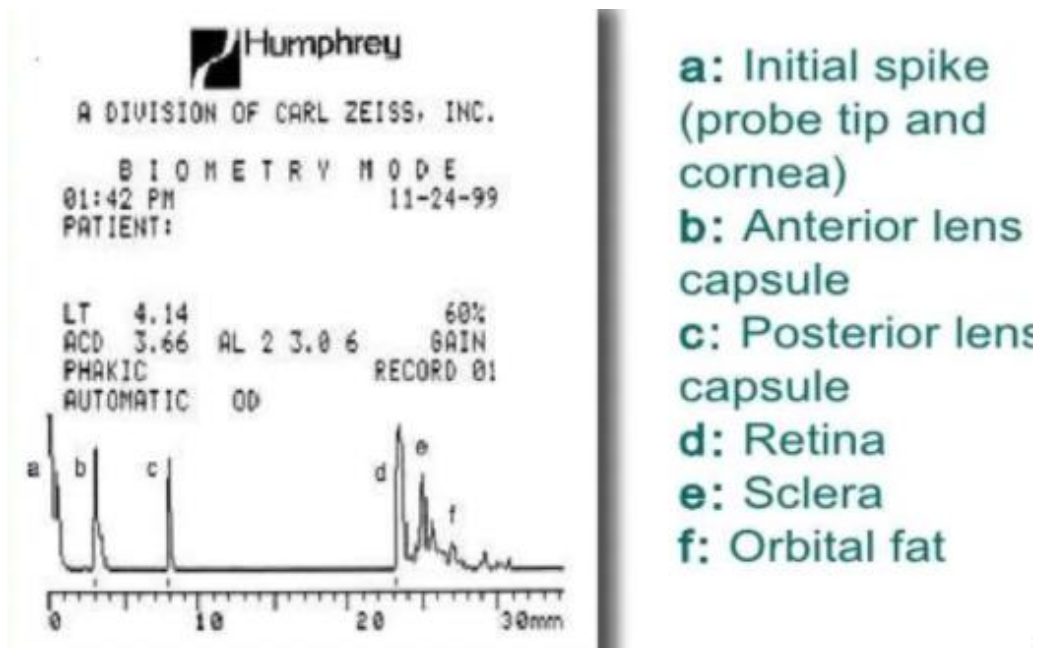 Humphrey
A DIVISION OF CARL ZEISS, INC.
BIOMETRY MODE
01:42 PM 11-24-99
PATIENT:
LT 4.14 60%
ACD 3.66 AL 2 3.0 6 GAIN
PHAKIC RECORD 01
AUTOMATIC OD
a b c d e f
0 10 20 30mm
a: Initial spike
(probe tip and
cornea)
b: Anterior lens
capsule
c: Posterior lens
capsule
d: Retina
e: Sclera
f: Orbital fat